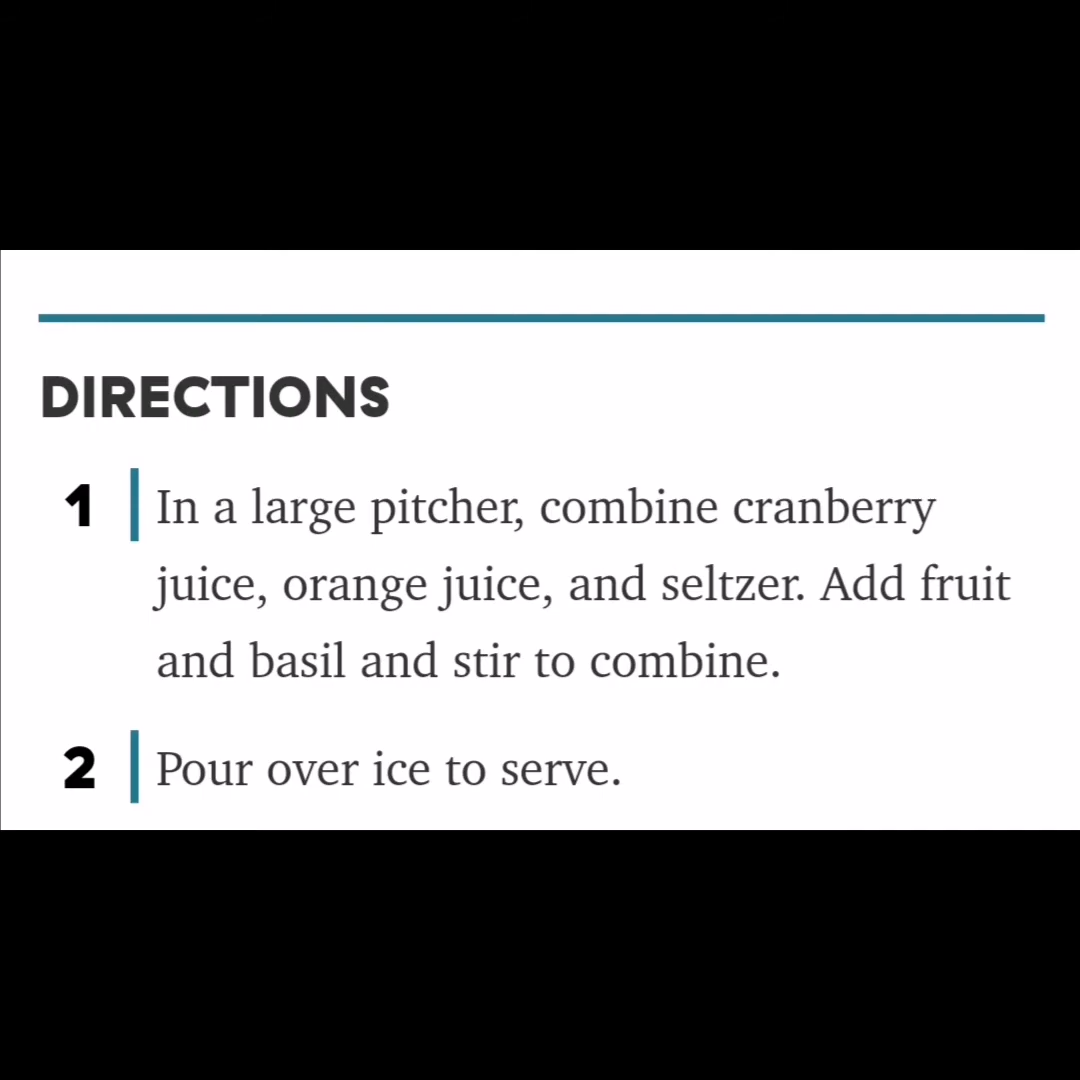 DIRECTIONS
1 In a large pitcher, combine cranberry
juice, orange juice, and seltzer. Add fruit
and basil and stir to combine.
2 Pour over ice to serve.